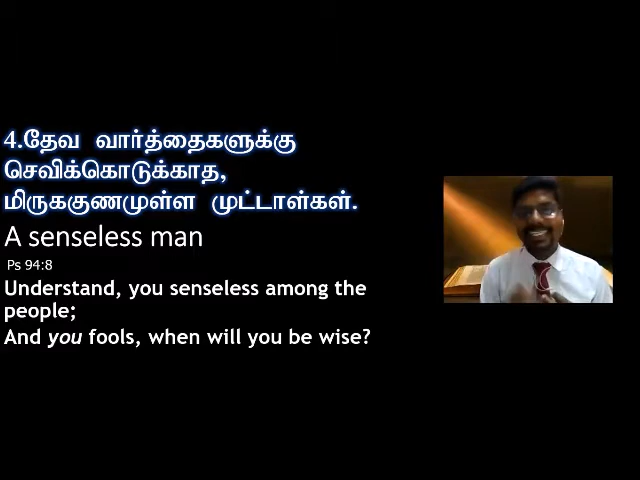 4.தேவ வார்த்தைகளுக்கு
செவிக்கொடுக்காத,
மிருககுணமுள்ள முட்டாள்கள்.
A senseless man
Ps 94:8
Understand, you senseless among the
people;
And you fools, when will you be wise?